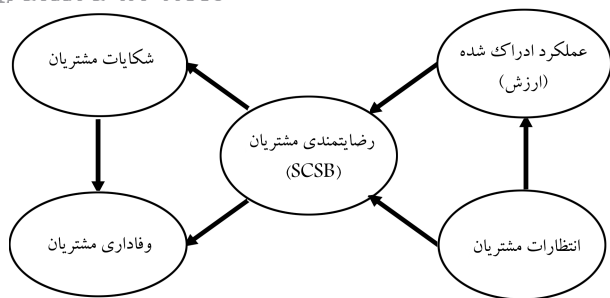 عملکرد ادراک شده
(ارزش)
شکایات مشتریان
رضایتمندی مشتریان
(SCSB)
انتظارات مشتریان
وفاداری مشتریان